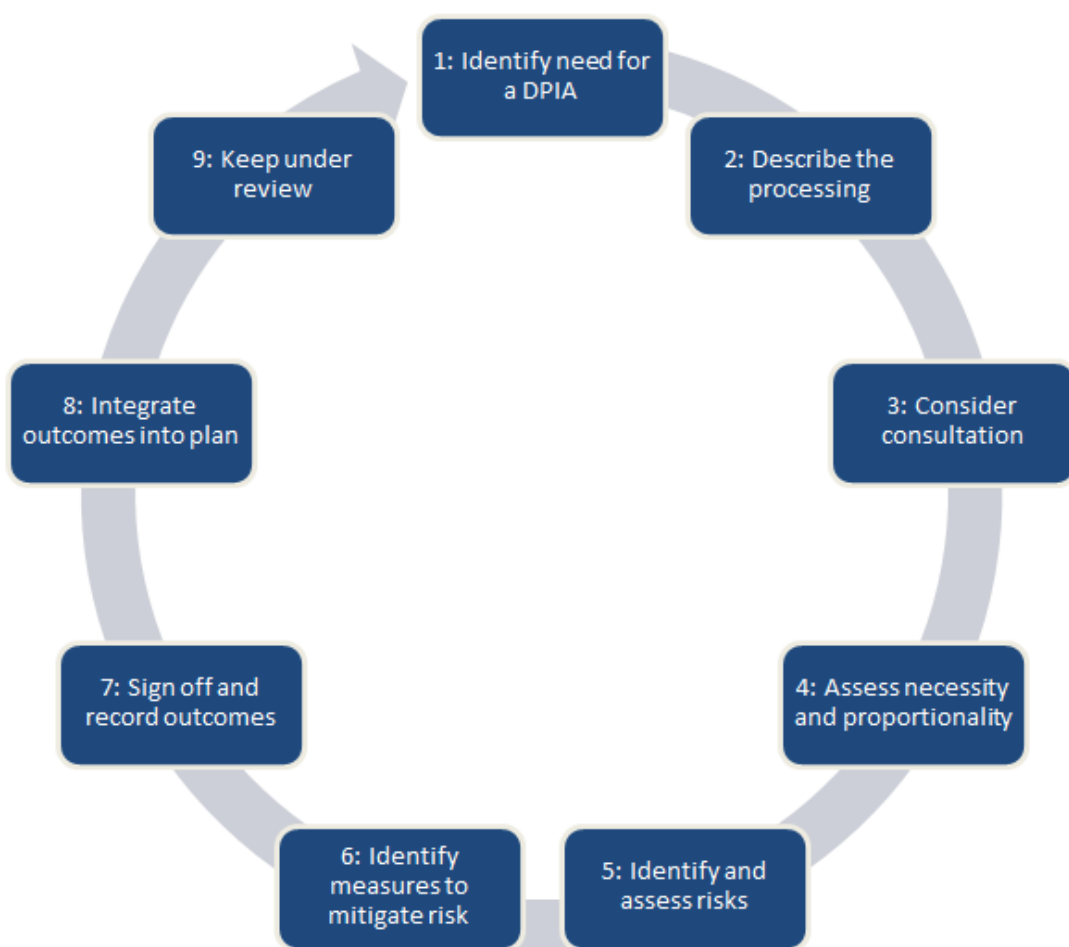 1: Identify need for
a DPIA
2: Describe the
processing
3: Consider
consultation
4: Assess necessity
and proportionality
5: Identify and
assess risks
6: Identify
measures to
mitigate risk
7: Sign off and
record outcomes
8: Integrate
outcomes into plan
9: Keep under
review